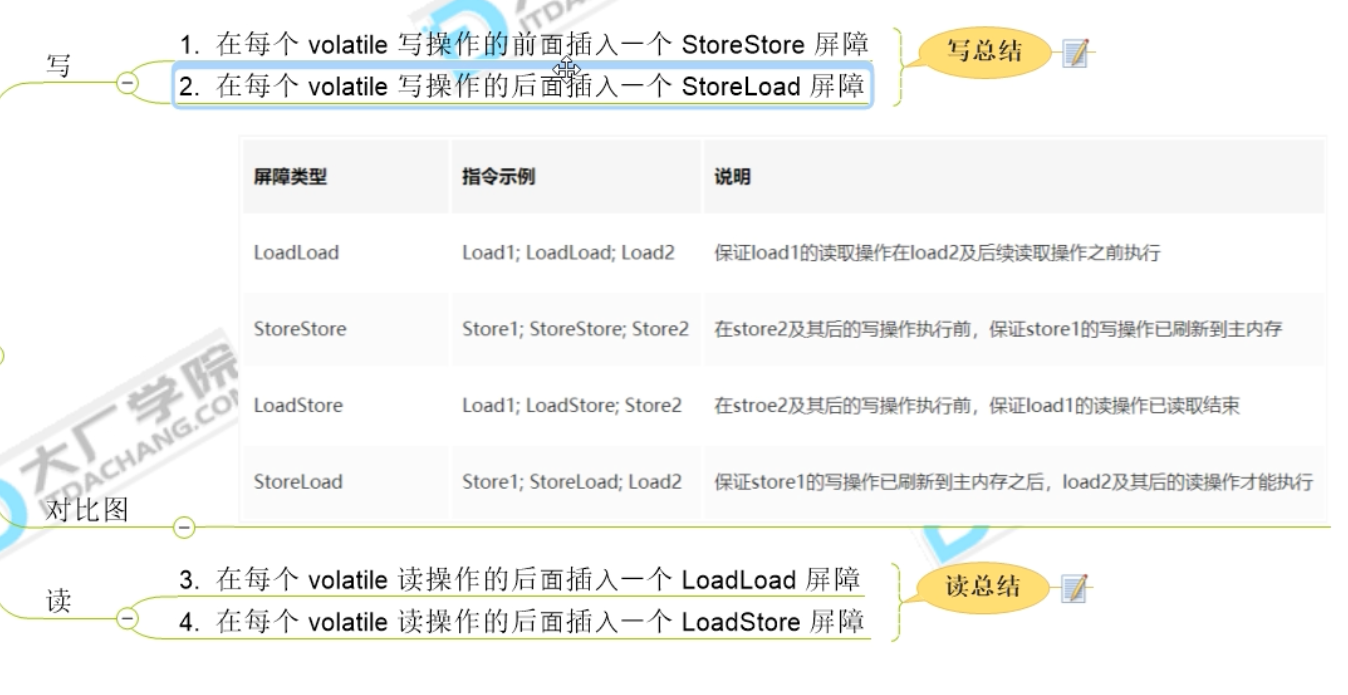 写
1. 在每个 volatile 写操作的前面插入一个 StoreStore 屏障
2. 在每个 volatile 写操作的后面插入一个 StoreLoad 屏障
写总结
屏障类型 指令示例 说明
LoadLoad Load1; LoadLoad; Load2 保证load1的读取操作在load2及后续读取操作之前执行
StoreStore Store1; StoreStore; Store2 在store2及其后的写操作执行前，保证store1的写操作已刷新到主内存
LoadStore Load1; LoadStore; Store2 在stroe2及其后的写操作执行前，保证load1的读操作已读取结束
StoreLoad Store1; StoreLoad; Load2 保证store1的写操作已刷新到主内存之后，load2及其后的读操作才能执行
对比图
读
3. 在每个 volatile 读操作的后面插入一个 LoadLoad 屏障
4. 在每个 volatile 读操作的后面插入一个 LoadStore 屏障
读总结
大厂学院
ITDACHANG.COM